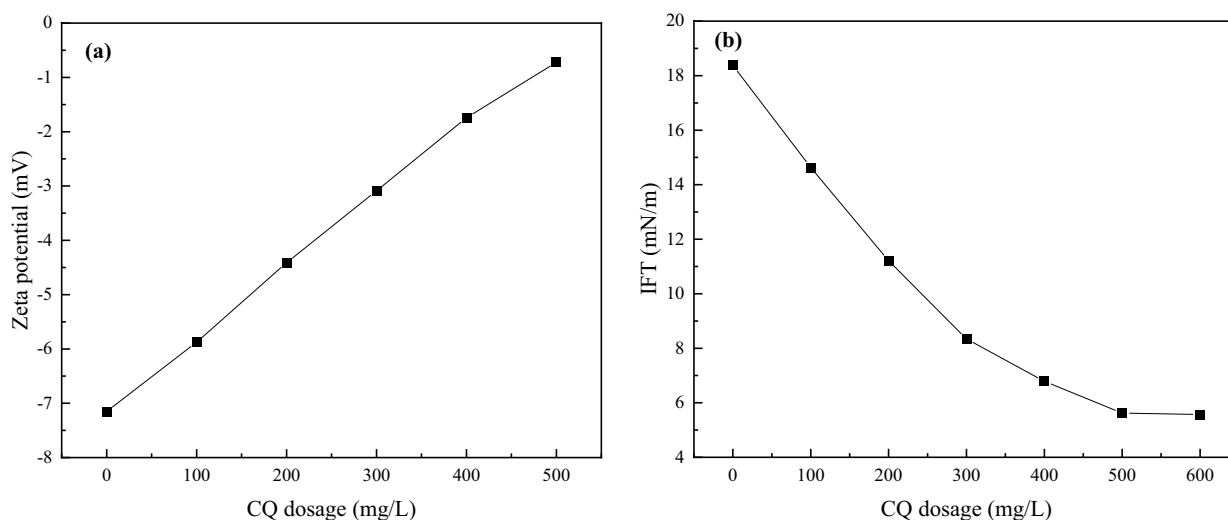 (a)
0
-1
-2
-3
-4
-5
-6
-7
-8
Zeta potential (mV)
0 100 200 300 400 500
CQ dosage (mg/L)
(b)
20
18
16
14
12
10
8
6
4
IFT (mN/m)
0 100 200 300 400 500 600
CQ dosage (mg/L)